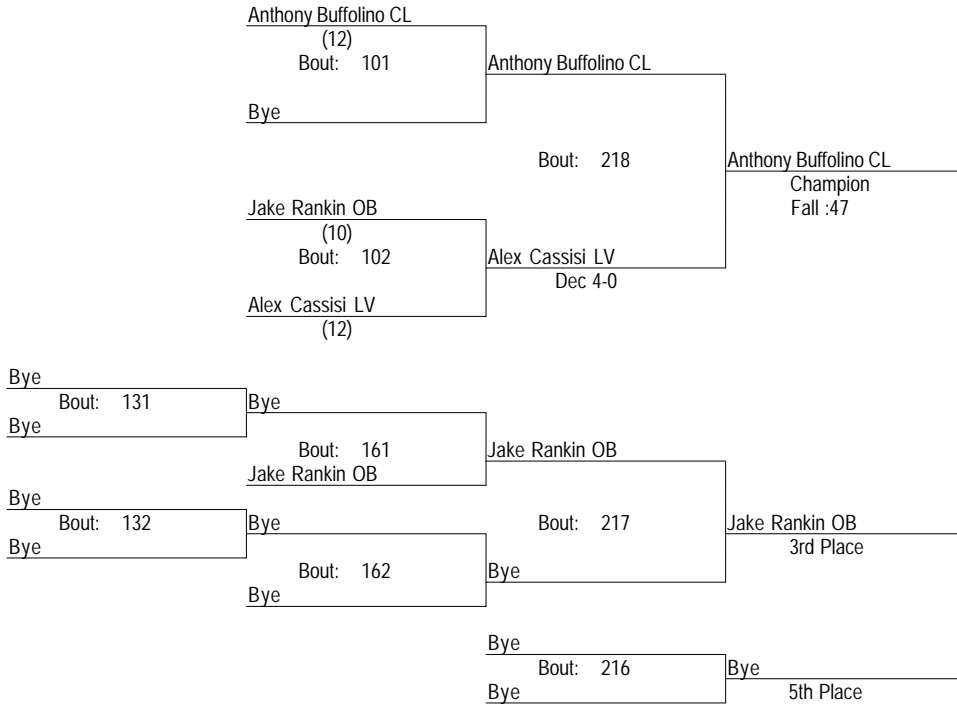 Anthony Buffolino CL
(12)
Bout: 101
Anthony Buffolino CL
Bye
Bout: 218
Anthony Buffolino CL
Champion
Fall :47
Jake Rankin OB
(10)
Bout: 102
Alex Cassisi LV
Dec 4-0
Alex Cassisi LV
(12)
Bye
Bout: 131
Bye
Bye
Bout: 161
Jake Rankin OB
Jake Rankin OB
Bye
Bout: 132
Bye
Bye
Bout: 217
Jake Rankin OB
3rd Place
Bout: 162
Bye
Bye
Bye
Bout: 216
Bye
Bye
5th Place